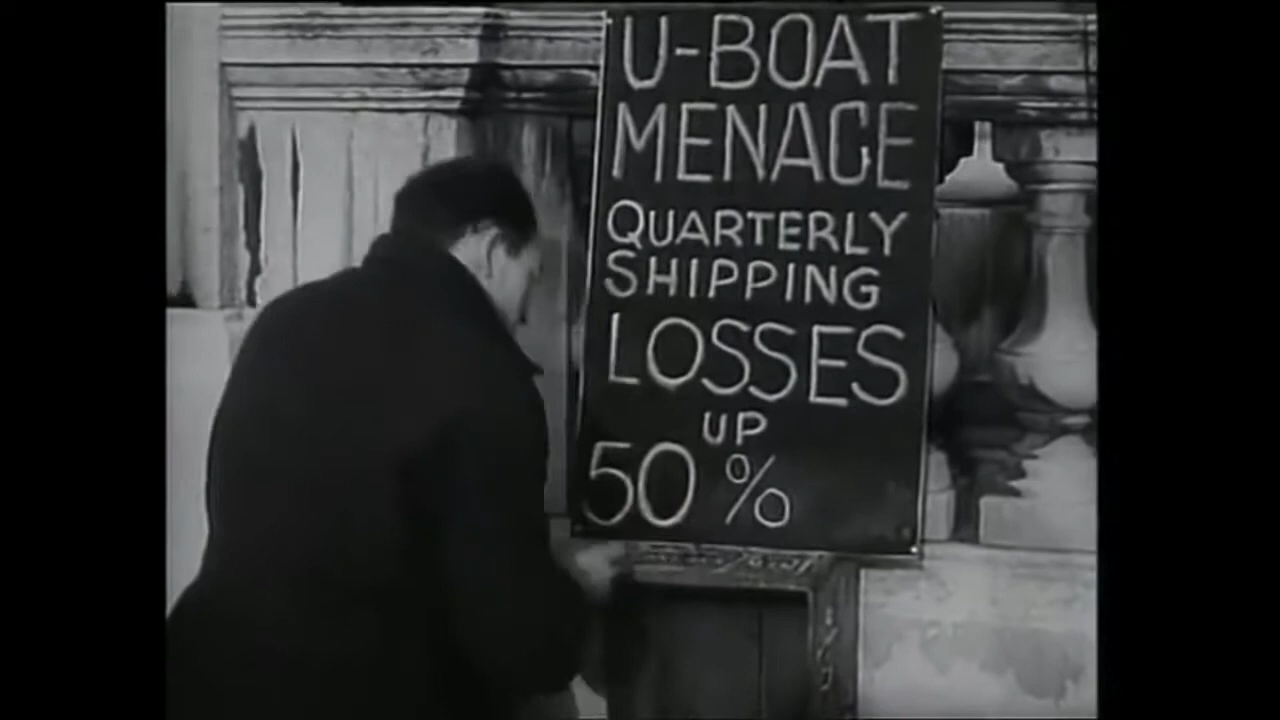 U-BOAT
MENACE
QUARTERLY
SHIPPING
LOSSES
UP
50 %